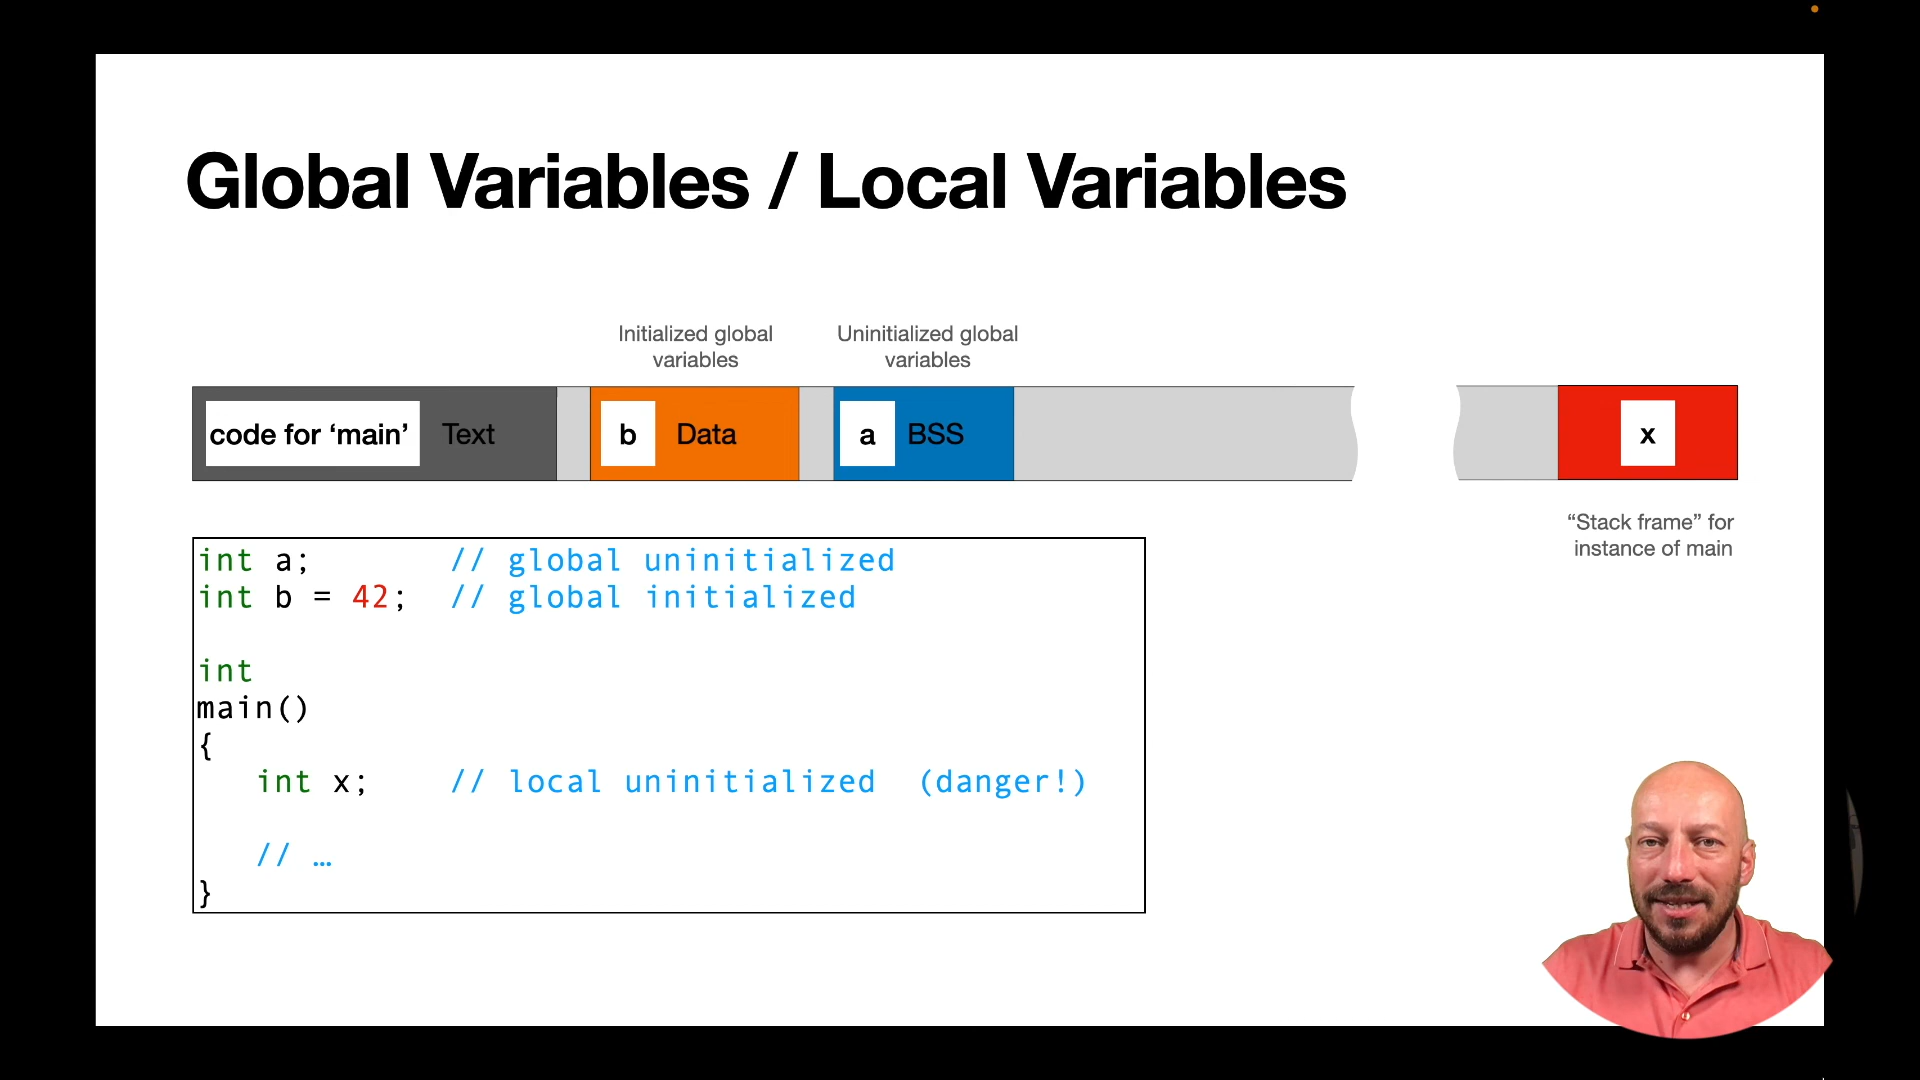 Global Variables / Local Variables
Initialized global
variables
Uninitialized global
variables
code for ‘main’ Text b Data a BSS x
“Stack frame” for
instance of main
int a; // global uninitialized
int b = 42; // global initialized
int
main()
{
int x; // local uninitialized (danger!)
// …
}